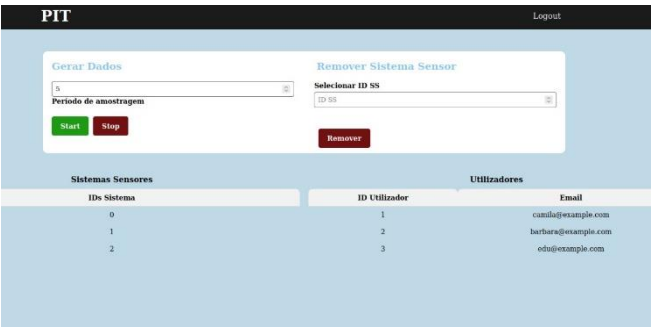 PIT Logout
Gerar Dados
5
Período de amostragem
Start Stop
Remover Sistema Sensor
Selecionar ID SS
ID SS
Remover
Sistemas Sensores
IDs Sistema
0
1
2
Utilizadores
ID Utilizador Email
1 camila@example.com
2 barbara@example.com
3 edu@example.com